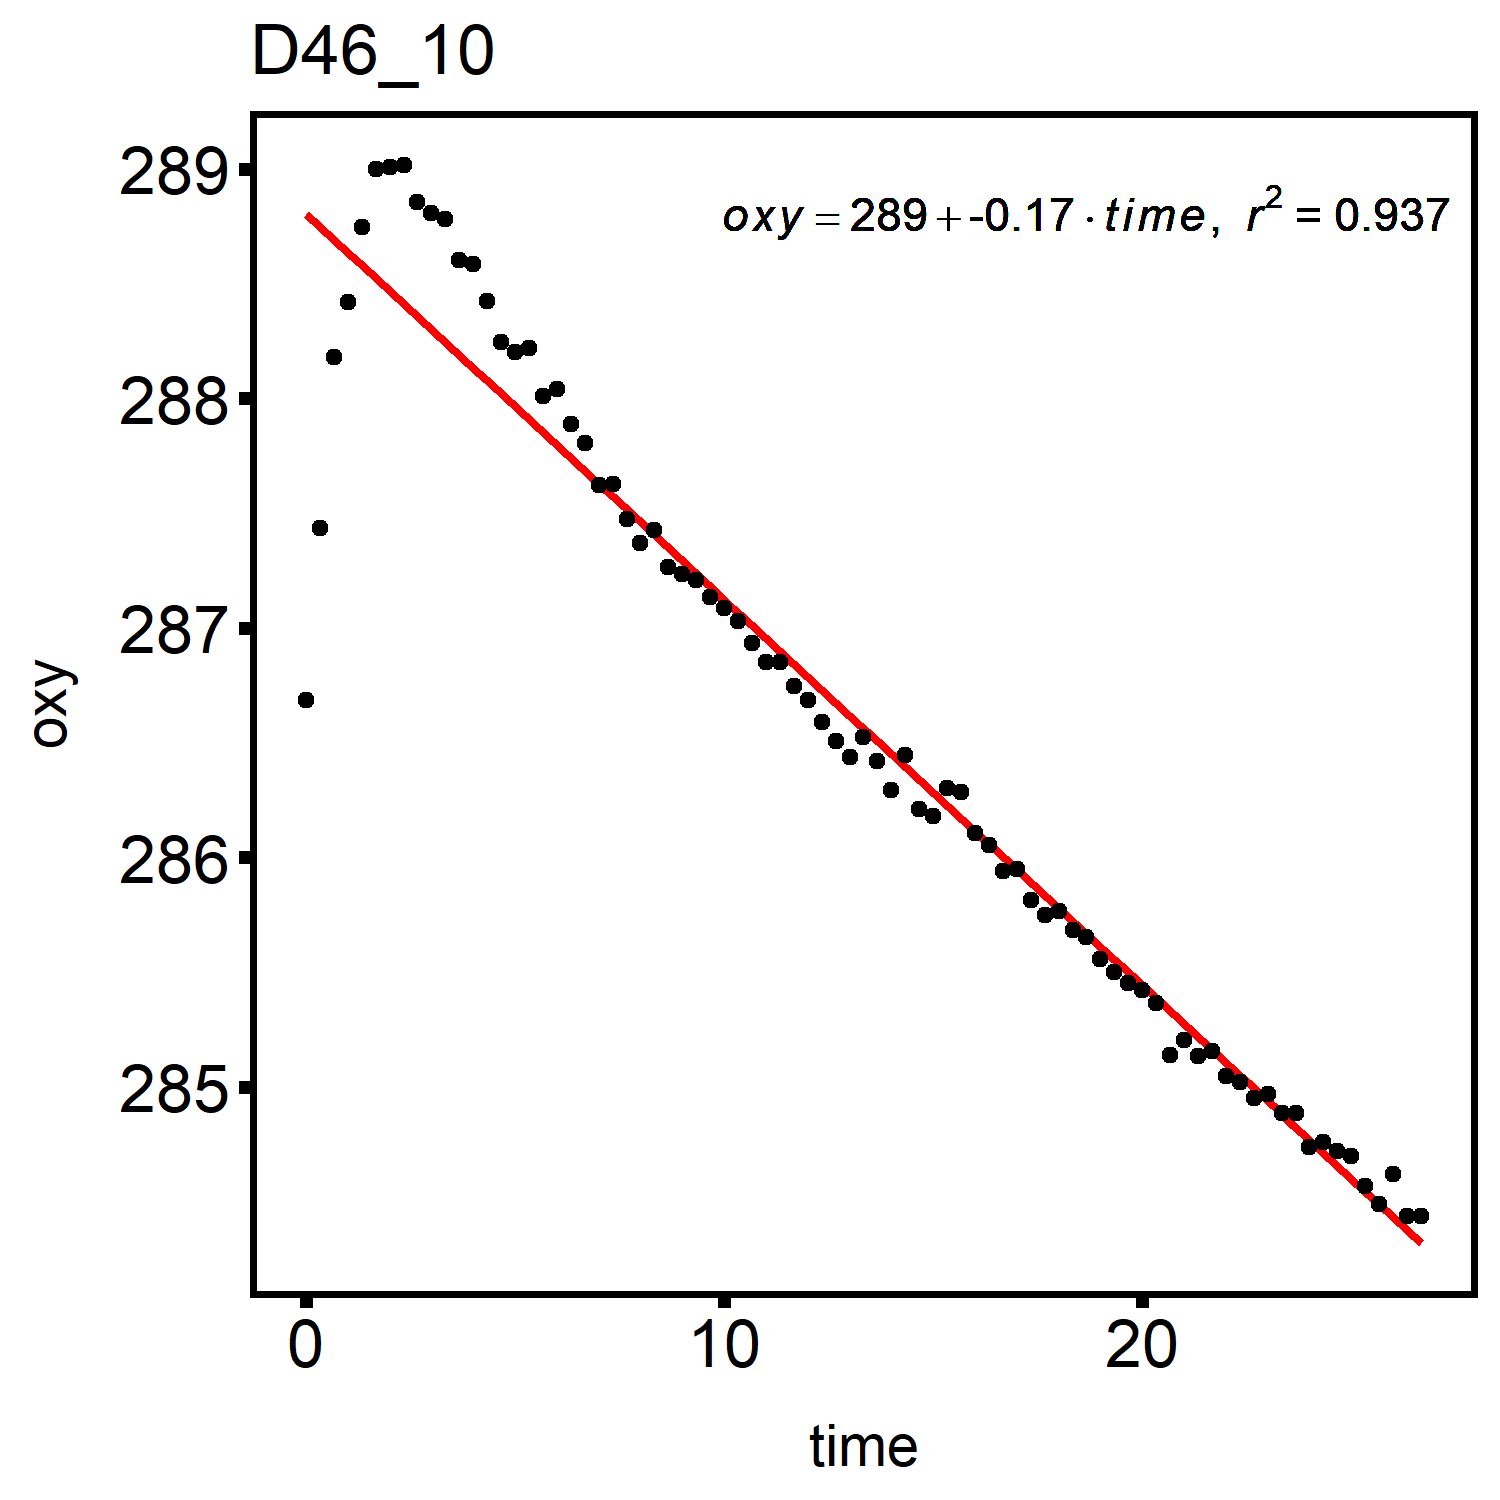 D46_10
oxy = 289 + -0.17 · time, r² = 0.937
289
288
287
286
285
oxy
0 10 20
time